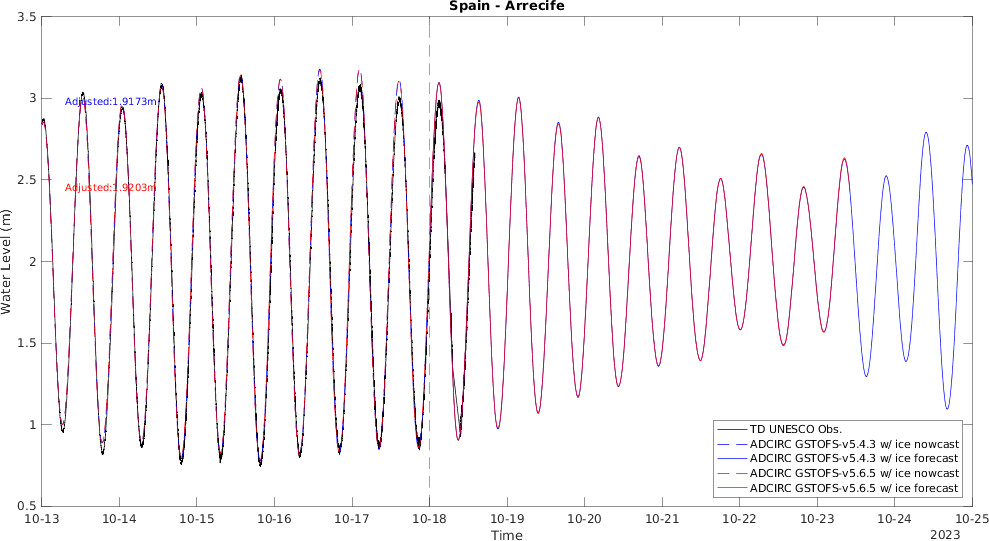 Spain - Arrecife
3.5
3
2.5
2
1.5
1
0.5
Water Level (m)
Adjusted:1.9173m
Adjusted:1.9203m
TD UNESCO Obs.
ADCIRC GSTOFS-v5.4.3 w/ ice nowcast
ADCIRC GSTOFS-v5.4.3 w/ ice forecast
ADCIRC GSTOFS-v5.6.5 w/ ice nowcast
ADCIRC GSTOFS-v5.6.5 w/ ice forecast
10-13 10-14 10-15 10-16 10-17 10-18 10-19 10-20 10-21 10-22 10-23 10-24 10-25
Time
2023